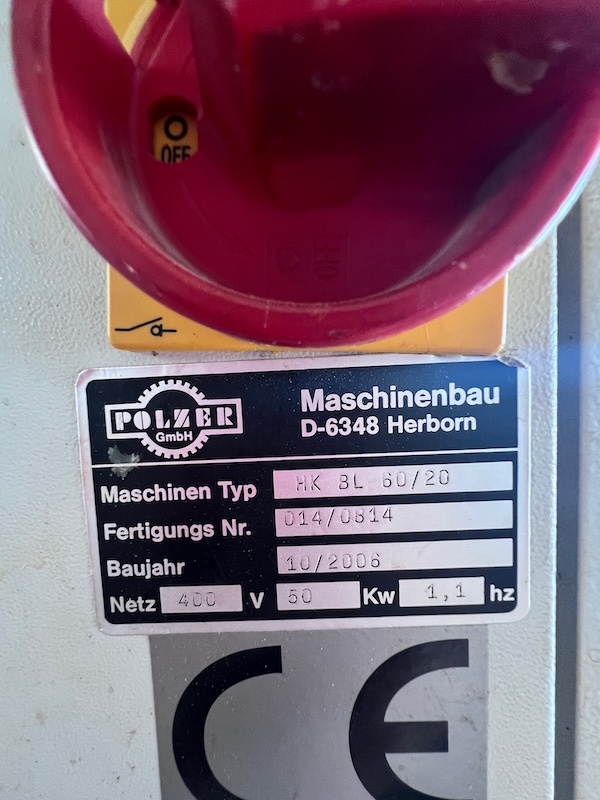 O
OFF
OFF
POLZER
GmbH
Maschinenbau
D-6348 Herborn
Maschinen Typ HK BL 60/20
Fertigungs Nr. 014/0814
Baujahr 10/2006
Netz 400 V 50 Kw 1,1 hz
CE